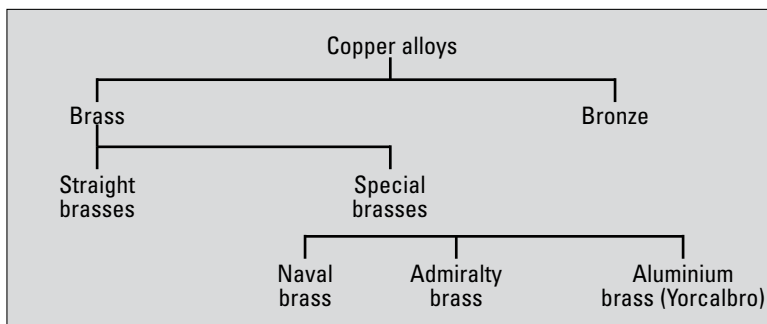 Copper alloys
Brass
Bronze
Straight
brasses
Special
brasses
Naval
brass
Admiralty
brass
Aluminium
brass (Yorcalbro)